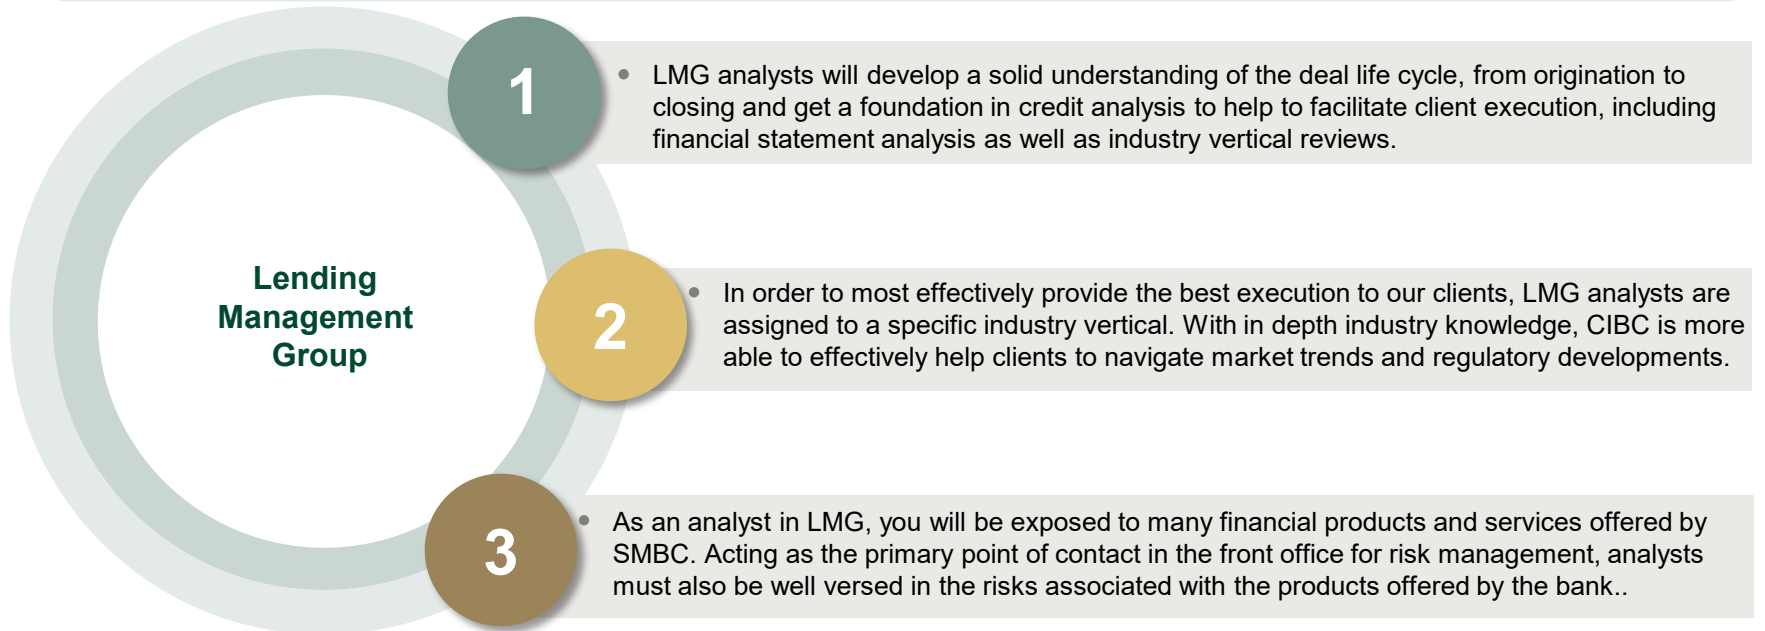 1
• LMG analysts will develop a solid understanding of the deal life cycle, from origination to
closing and get a foundation in credit analysis to help to facilitate client execution, including
financial statement analysis as well as industry vertical reviews.
Lending
Management
Group
2
• In order to most effectively provide the best execution to our clients, LMG analysts are
assigned to a specific industry vertical. With in depth industry knowledge, CIBC is more
able to effectively help clients to navigate market trends and regulatory developments.
3
• As an analyst in LMG, you will be exposed to many financial products and services offered by
SMBC. Acting as the primary point of contact in the front office for risk management, analysts
must also be well versed in the risks associated with the products offered by the bank..